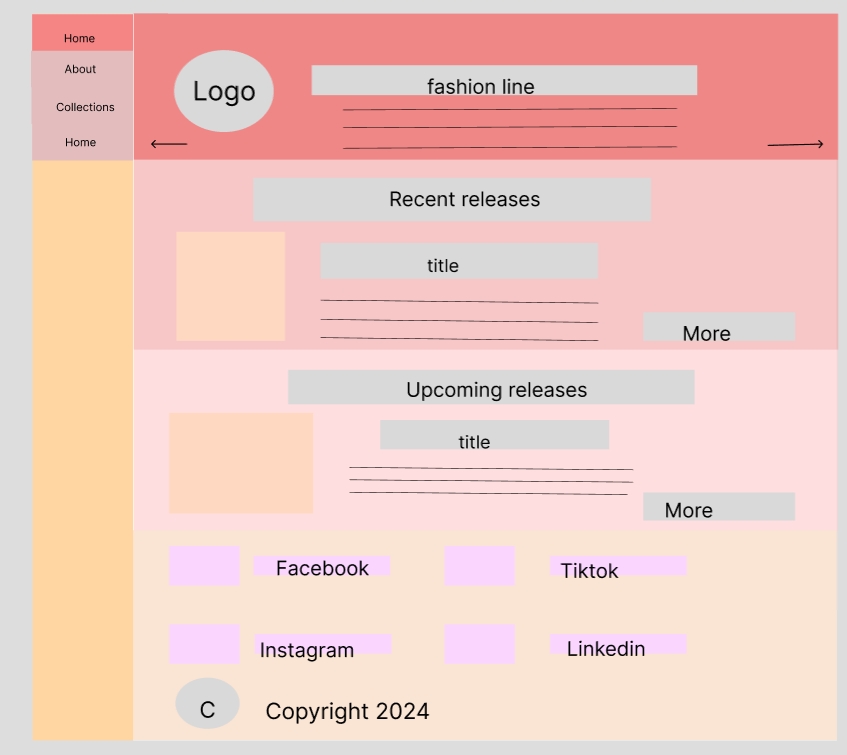 Home
About
Collections
Home
Logo
fashion line
Recent releases
title
More
Upcoming releases
title
More
Facebook
Tiktok
Instagram
Linkedin
C
Copyright 2024